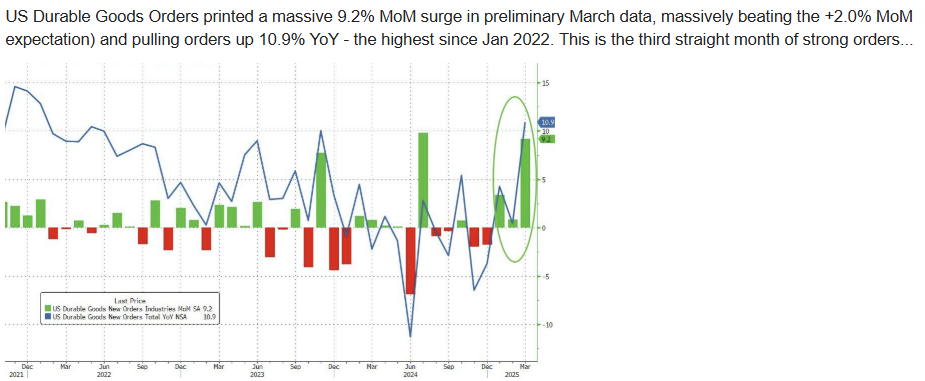 US Durable Goods Orders printed a massive 9.2% MoM surge in preliminary March data, massively beating the +2.0% MoM
expectation) and pulling orders up 10.9% YoY - the highest since Jan 2022. This is the third straight month of strong orders...
15
10.9
10
9.2
5
0
-5
-10
Last Price
US Durable Goods New Orders Industries MoM SA 9.2
US Durable Goods New Orders Total YoY NSA 10.9
Dec Mar Jun Sep Dec Mar Jun Sep Dec Mar Jun Sep Dec Mar
2021 2022 2023 2024 2025